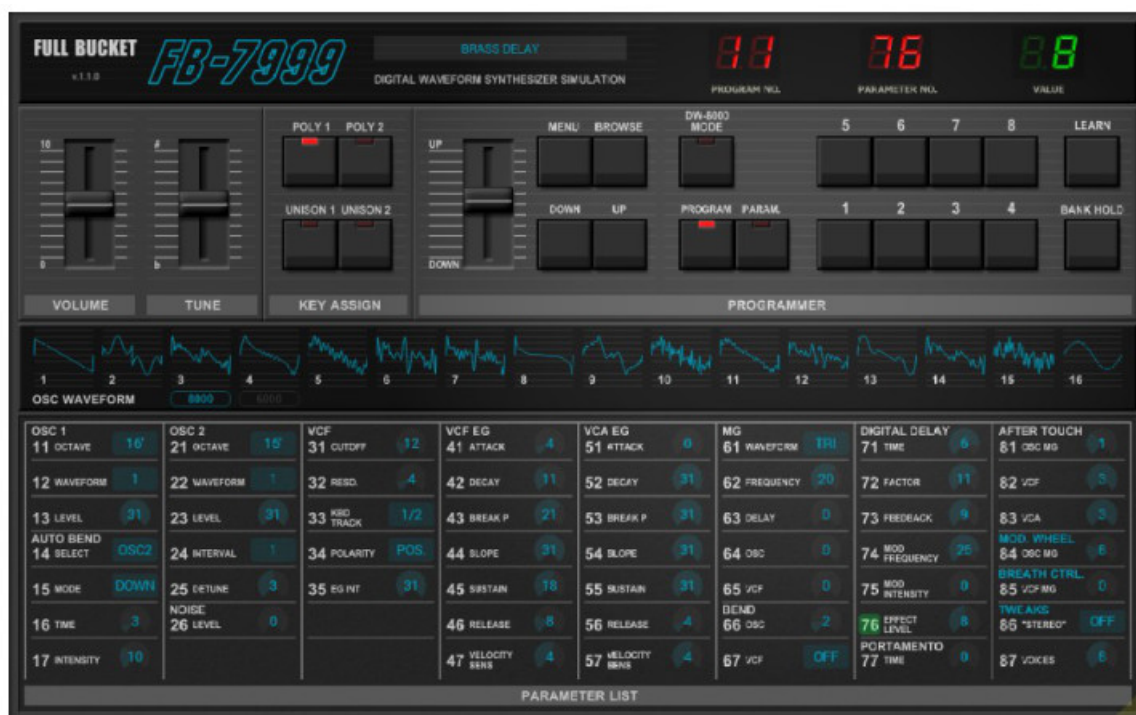 FULL BUCKET
v.1.1.0
FB-7999
BRASS DELAY
DIGITAL WAVEFORM SYNTHESIZER SIMULATION
11
PROGRAM NO.
76
PARAMETER NO.
8
VALUE
10
0
VOLUME
#
b
TUNE
POLY 1 POLY 2
UNISON 1 UNISON 2
KEY ASSIGN
UP
DOWN
MENU BROWSE
DOWN UP
DW-8000 MODE
PROGRAM PARAM.
5 6 7 8 LEARN
1 2 3 4 BANK HOLD
PROGRAMMER
1 2 3 4 5 6 7 8 9 10 11 12 13 14 15 16
OSC WAVEFORM 8000 6000
OSC 1
11 OCTAVE 16'
12 WAVEFORM 1
13 LEVEL 31
AUTO BEND
14 SELECT OSC2
15 MODE DOWN
16 TIME 3
17 INTENSITY 10
OSC 2
21 OCTAVE 16'
22 WAVEFORM 1
23 LEVEL 31
24 INTERVAL 1
25 DETUNE 3
NOISE
26 LEVEL 0
VCF
31 CUTOFF 12
32 RESO. 4
33 KBD TRACK 1/2
34 POLARITY POS.
35 EG INT 31
VCF EG
41 ATTACK 4
42 DECAY 11
43 BREAK P 21
44 SLOPE 31
45 SUSTAIN 18
46 RELEASE 8
47 VELOCITY SENS 4
VCA EG
51 ATTACK 0
52 DECAY 31
53 BREAK P 31
54 SLOPE 31
55 SUSTAIN 31
56 RELEASE 4
57 VELOCITY SENS 4
MG
61 WAVEFORM TRI
62 FREQUENCY 20
63 DELAY 0
64 OSC 0
65 VCF 0
BEND
66 OSC 2
67 VCF OFF
DIGITAL DELAY
71 TIME 6
72 FACTOR 11
73 FEEDBACK 9
74 MOD FREQUENCY
75 MOD INTENSITY 0
76 EFFECT LEVEL 8
PORTAMENTO
77 TIME 0
AFTER TOUCH
81 OSC MG 1
82 VCF 3
83 VCA 3
MOD. WHEEL
84 OSC MG 6
BREATH CTRL.
85 VCF MG 0
TWEAKS
86 "STEREO" OFF
87 VOICES
PARAMETER LIST